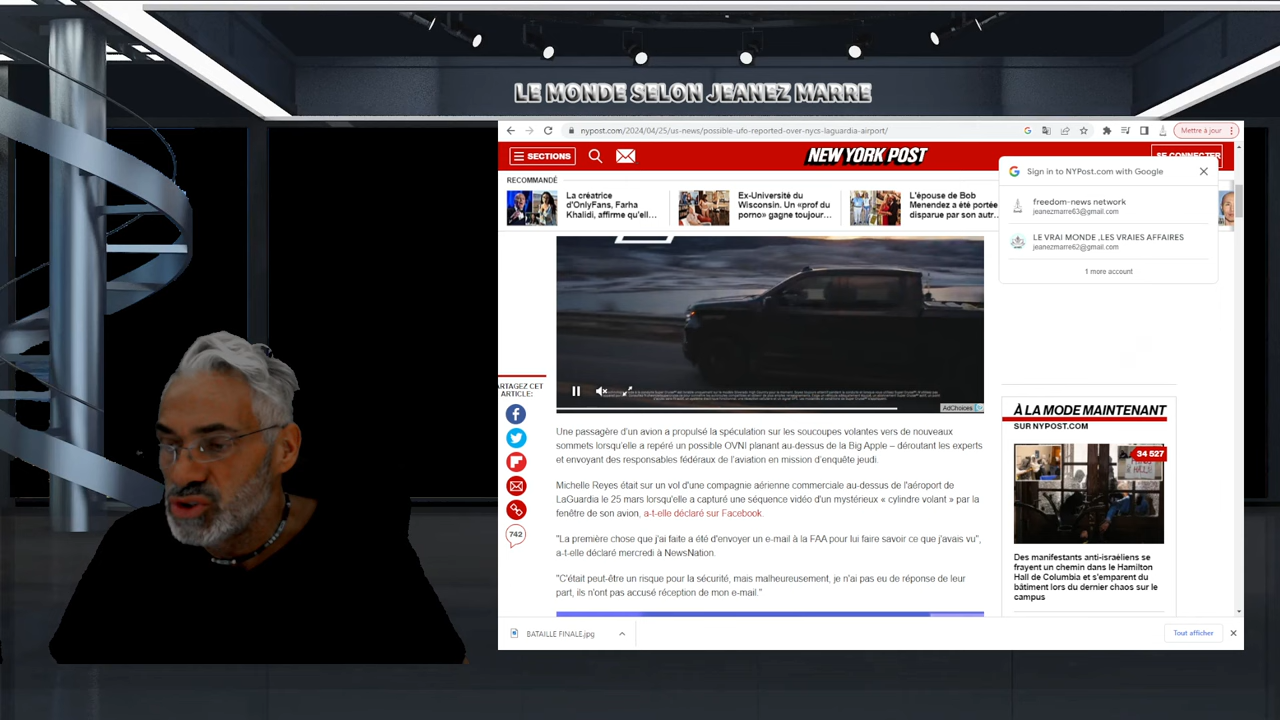 LE MONDE SELON JEANEZ MARRE
nypost.com/2024/04/25/us-news/possible-ufo-reported-over-nycs-laguardia-airport/
Mettre à jour
SECTIONS
NEW YORK POST
SE CONNECTER
RECOMMANDÉ
La créatrice
d'OnlyFans, Farha
Khalidi, affirme qu'ell...
Ex-Université du
Wisconsin. Un «prof du
porno» gagne toujour...
L'épouse de Bob
Menendez a été portée
disparue par son autr...
Sign in to NYPost.com with Google
freedom-news network
jeanezmarre63@gmail.com
LE VRAI MONDE ,LES VRAIES AFFAIRES
jeanezmarre62@gmail.com
1 more account
AdChoices
PARTAGEZ CET
ARTICLE:
742
Une passagère d'un avion a propulsé la spéculation sur les soucoupes volantes vers de nouveaux
sommets lorsqu'elle a repéré un possible OVNI planant au-dessus de la Big Apple – déroutant les experts
et envoyant des responsables fédéraux de l'aviation en mission d'enquête jeudi.
Michelle Reyes était sur un vol d'une compagnie aérienne commerciale au-dessus de l'aéroport de
LaGuardia le 25 mars lorsqu'elle a capturé une séquence vidéo d'un mystérieux « cylindre volant » par la
fenêtre de son avion, a-t-elle déclaré sur Facebook.
"La première chose que j'ai faite a été d'envoyer un e-mail à la FAA pour lui faire savoir ce que j'avais vu",
a-t-elle déclaré mercredi à NewsNation.
"C'était peut-être un risque pour la sécurité, mais malheureusement, je n'ai pas eu de réponse de leur
part, ils n'ont pas accusé réception de mon e-mail."
À LA MODE MAINTENANT
SUR NYPOST.COM
34 527
Des manifestants anti-israéliens se
frayent un chemin dans le Hamilton
Hall de Columbia et s'emparent du
bâtiment lors du dernier chaos sur le
campus
BATAILLE FINALE.jpg
Tout afficher